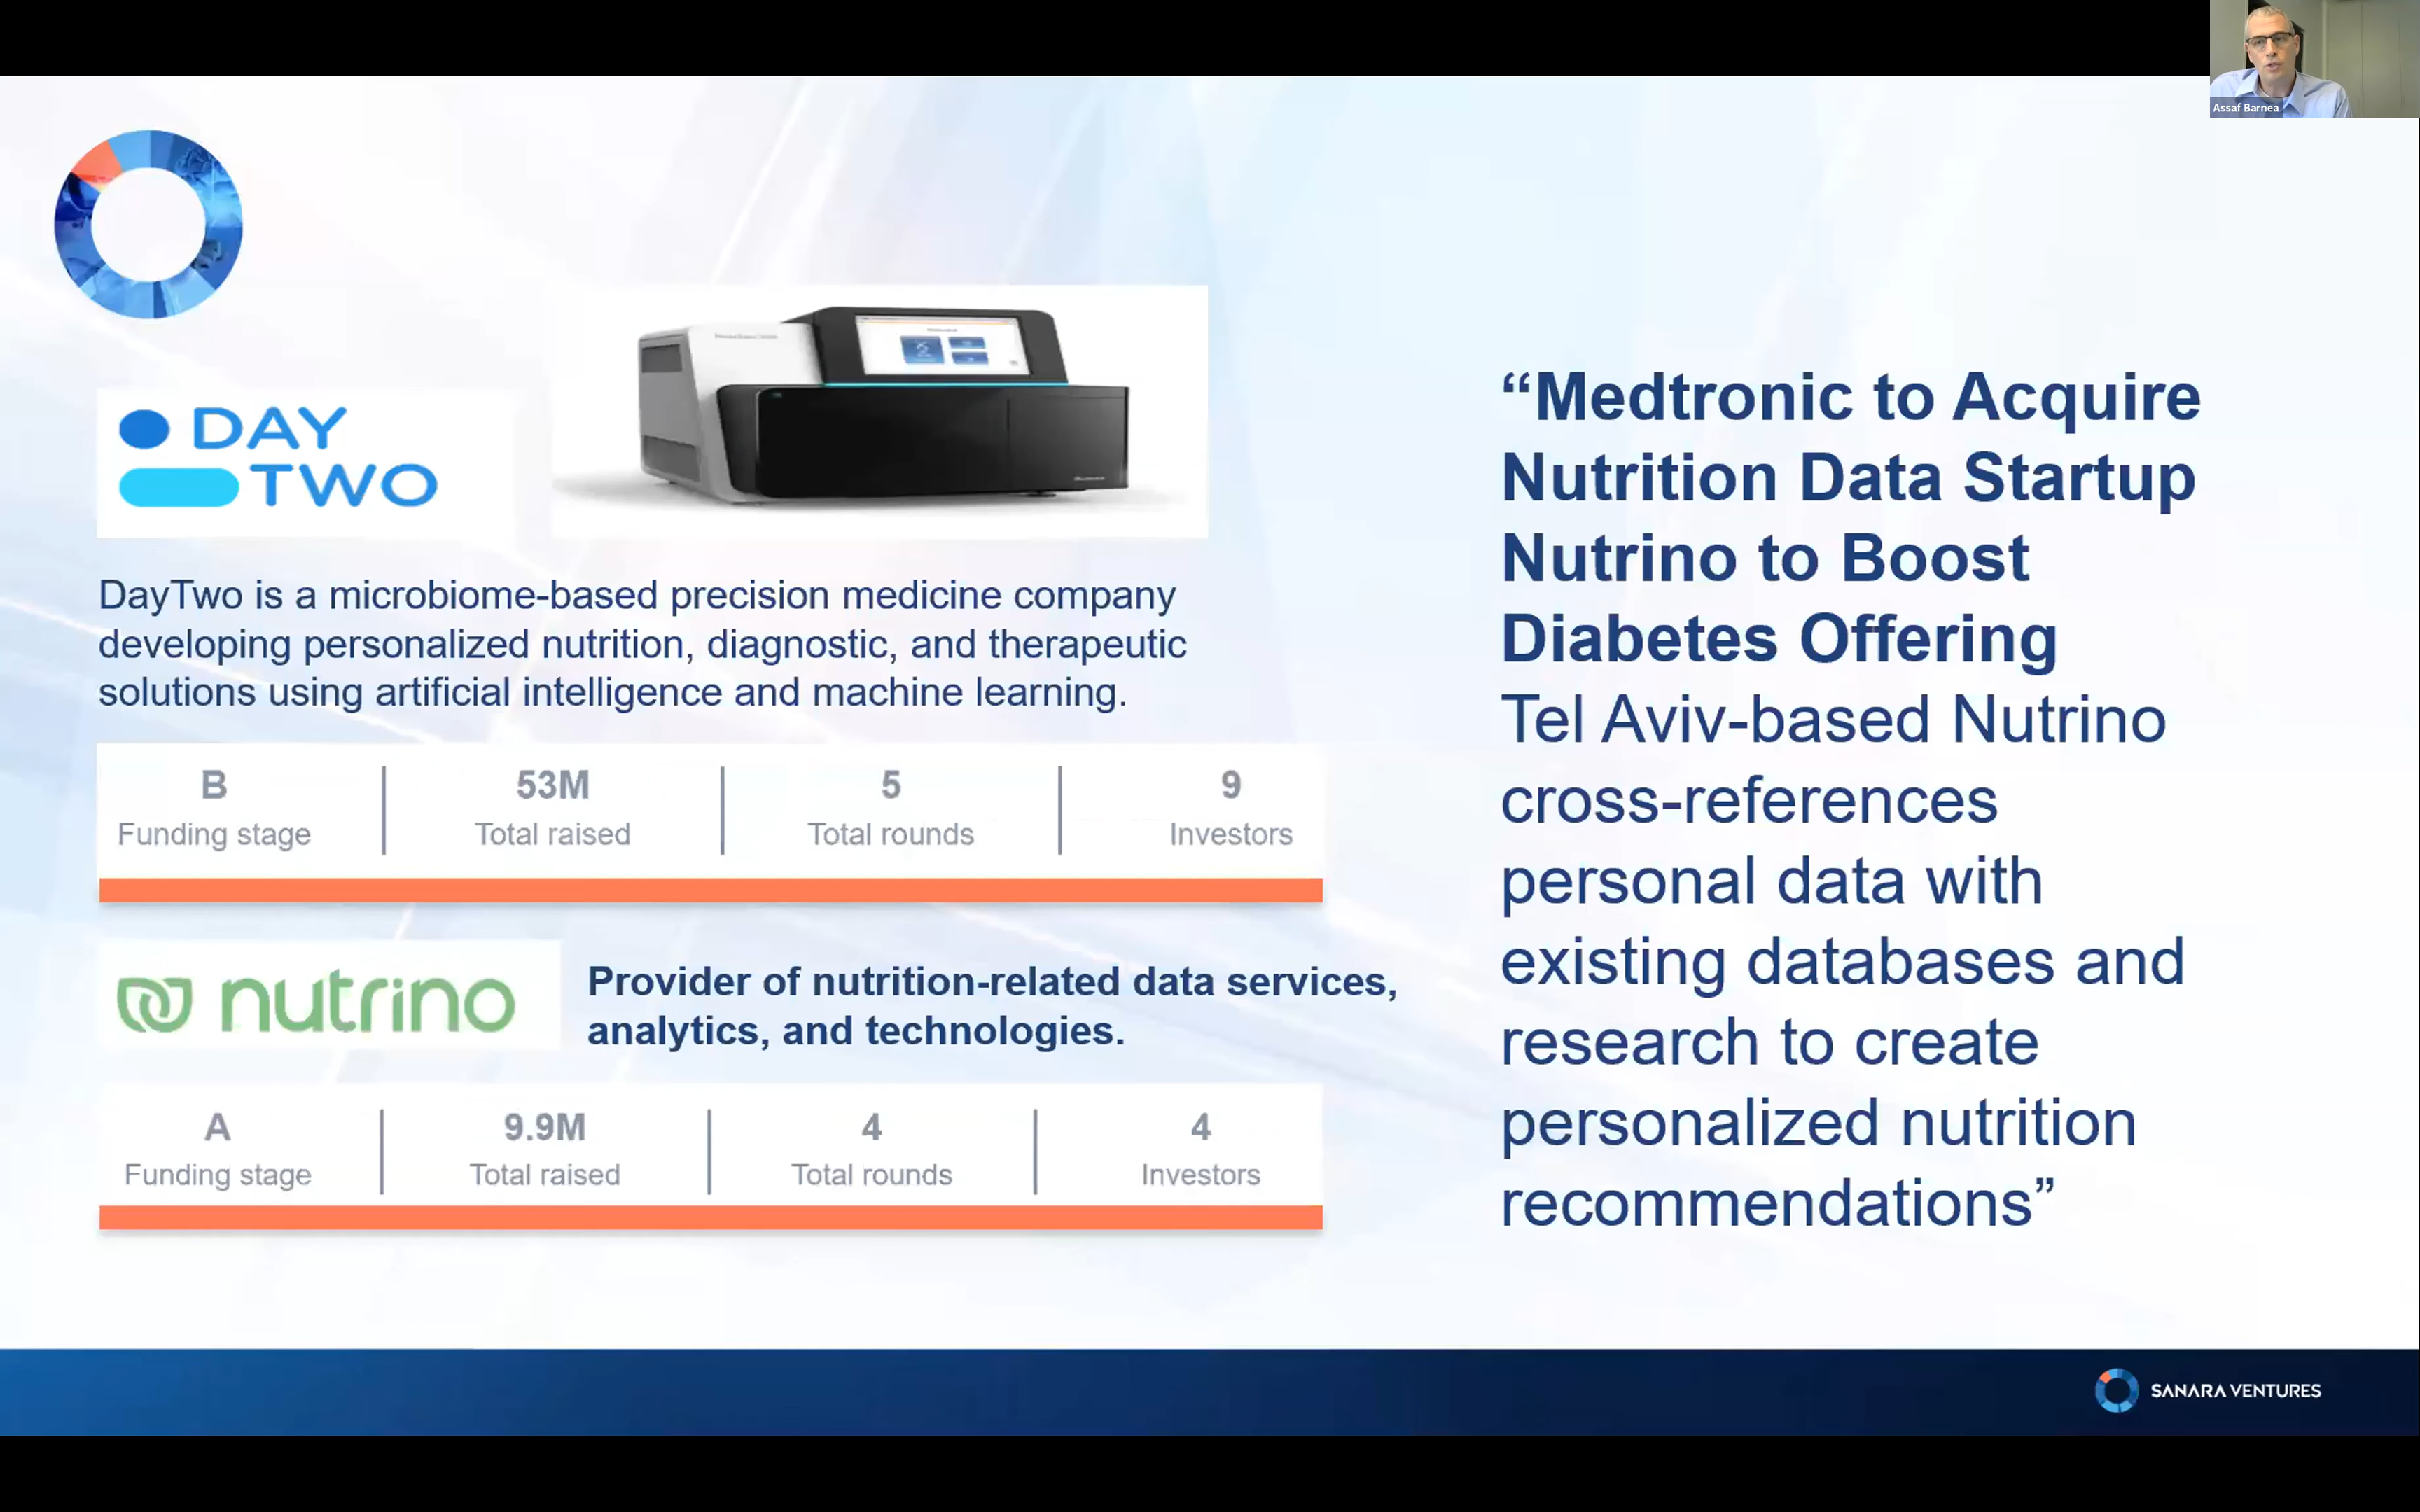 Assaf Barnea
DAY
TWO
DayTwo is a microbiome-based precision medicine company
developing personalized nutrition, diagnostic, and therapeutic
solutions using artificial intelligence and machine learning.
B
Funding stage
53M
Total raised
5
Total rounds
9
Investors
nutrino
Provider of nutrition-related data services,
analytics, and technologies.
A
Funding stage
9.9M
Total raised
4
Total rounds
4
Investors
“Medtronic to Acquire
Nutrition Data Startup
Nutrino to Boost
Diabetes Offering
Tel Aviv-based Nutrino
cross-references
personal data with
existing databases and
research to create
personalized nutrition
recommendations”
SANARA VENTURES